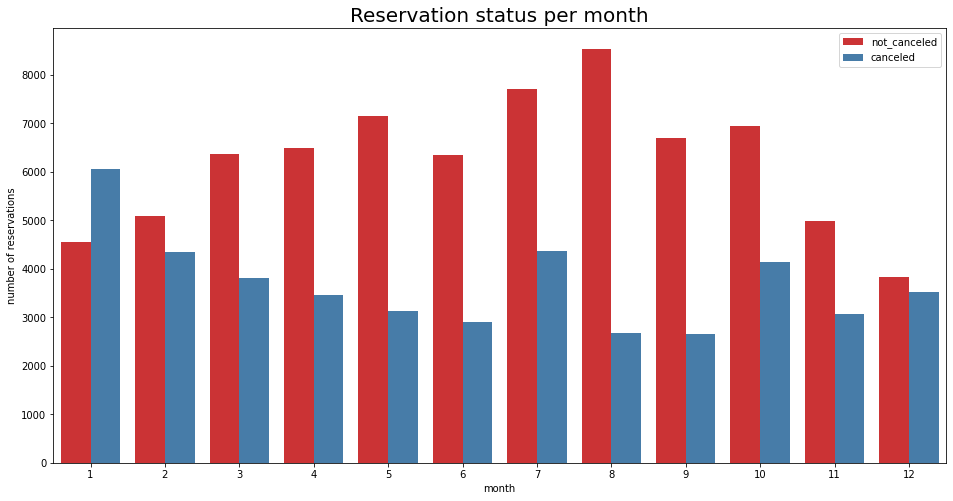 Reservation status per month
not_canceled
canceled
number of reservations
8000
7000
6000
5000
4000
3000
2000
1000
0
1 2 3 4 5 6 7 8 9 10 11 12
month